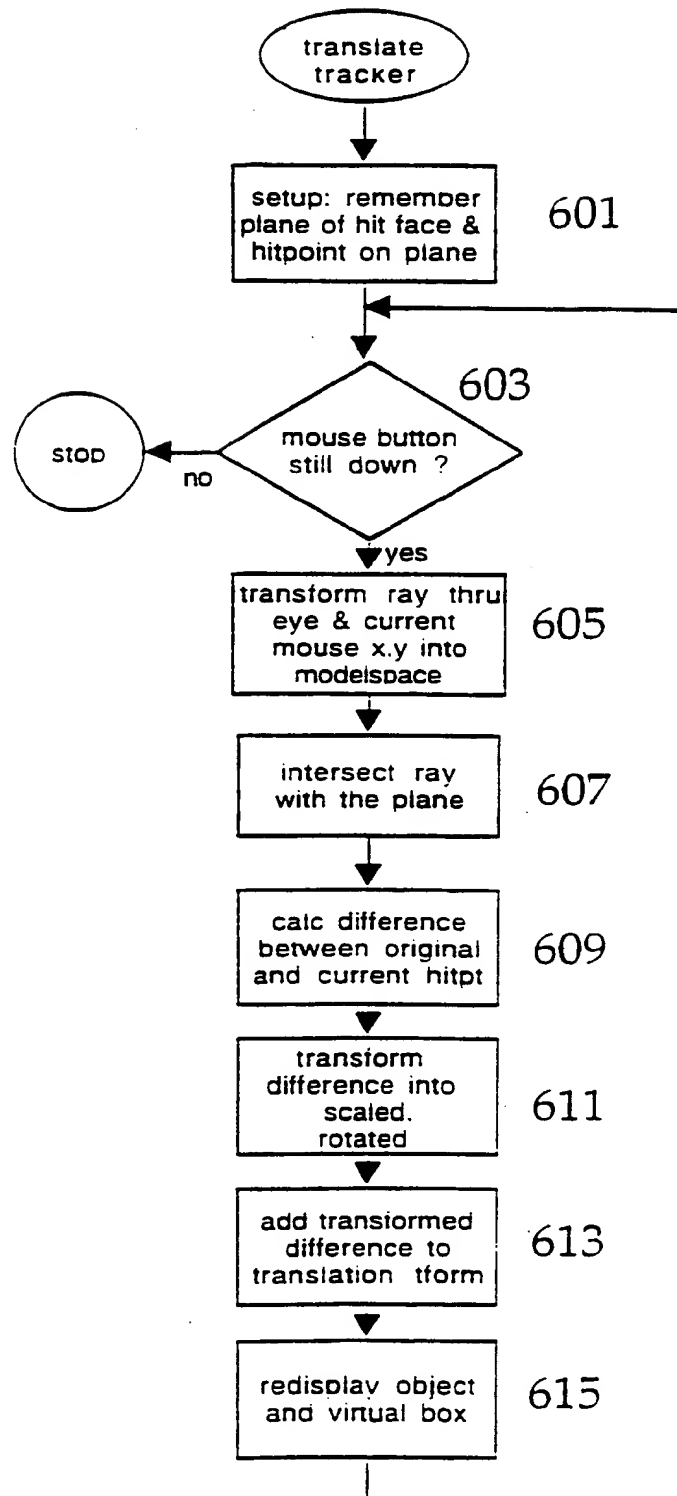 translate
tracker
setup: remember
plane of hit face &
hitpoint on plane
601
603
mouse button
still down ?
stop
no
yes
transform ray thru
eye & current
mouse x.y into
modelspace
605
intersect ray
with the plane
607
calc difference
between original
and current hitpt
609
transform
difference into
scaled.
rotated
611
add transformed
difference to
translation tform
613
redisplay object
and virtual box
615